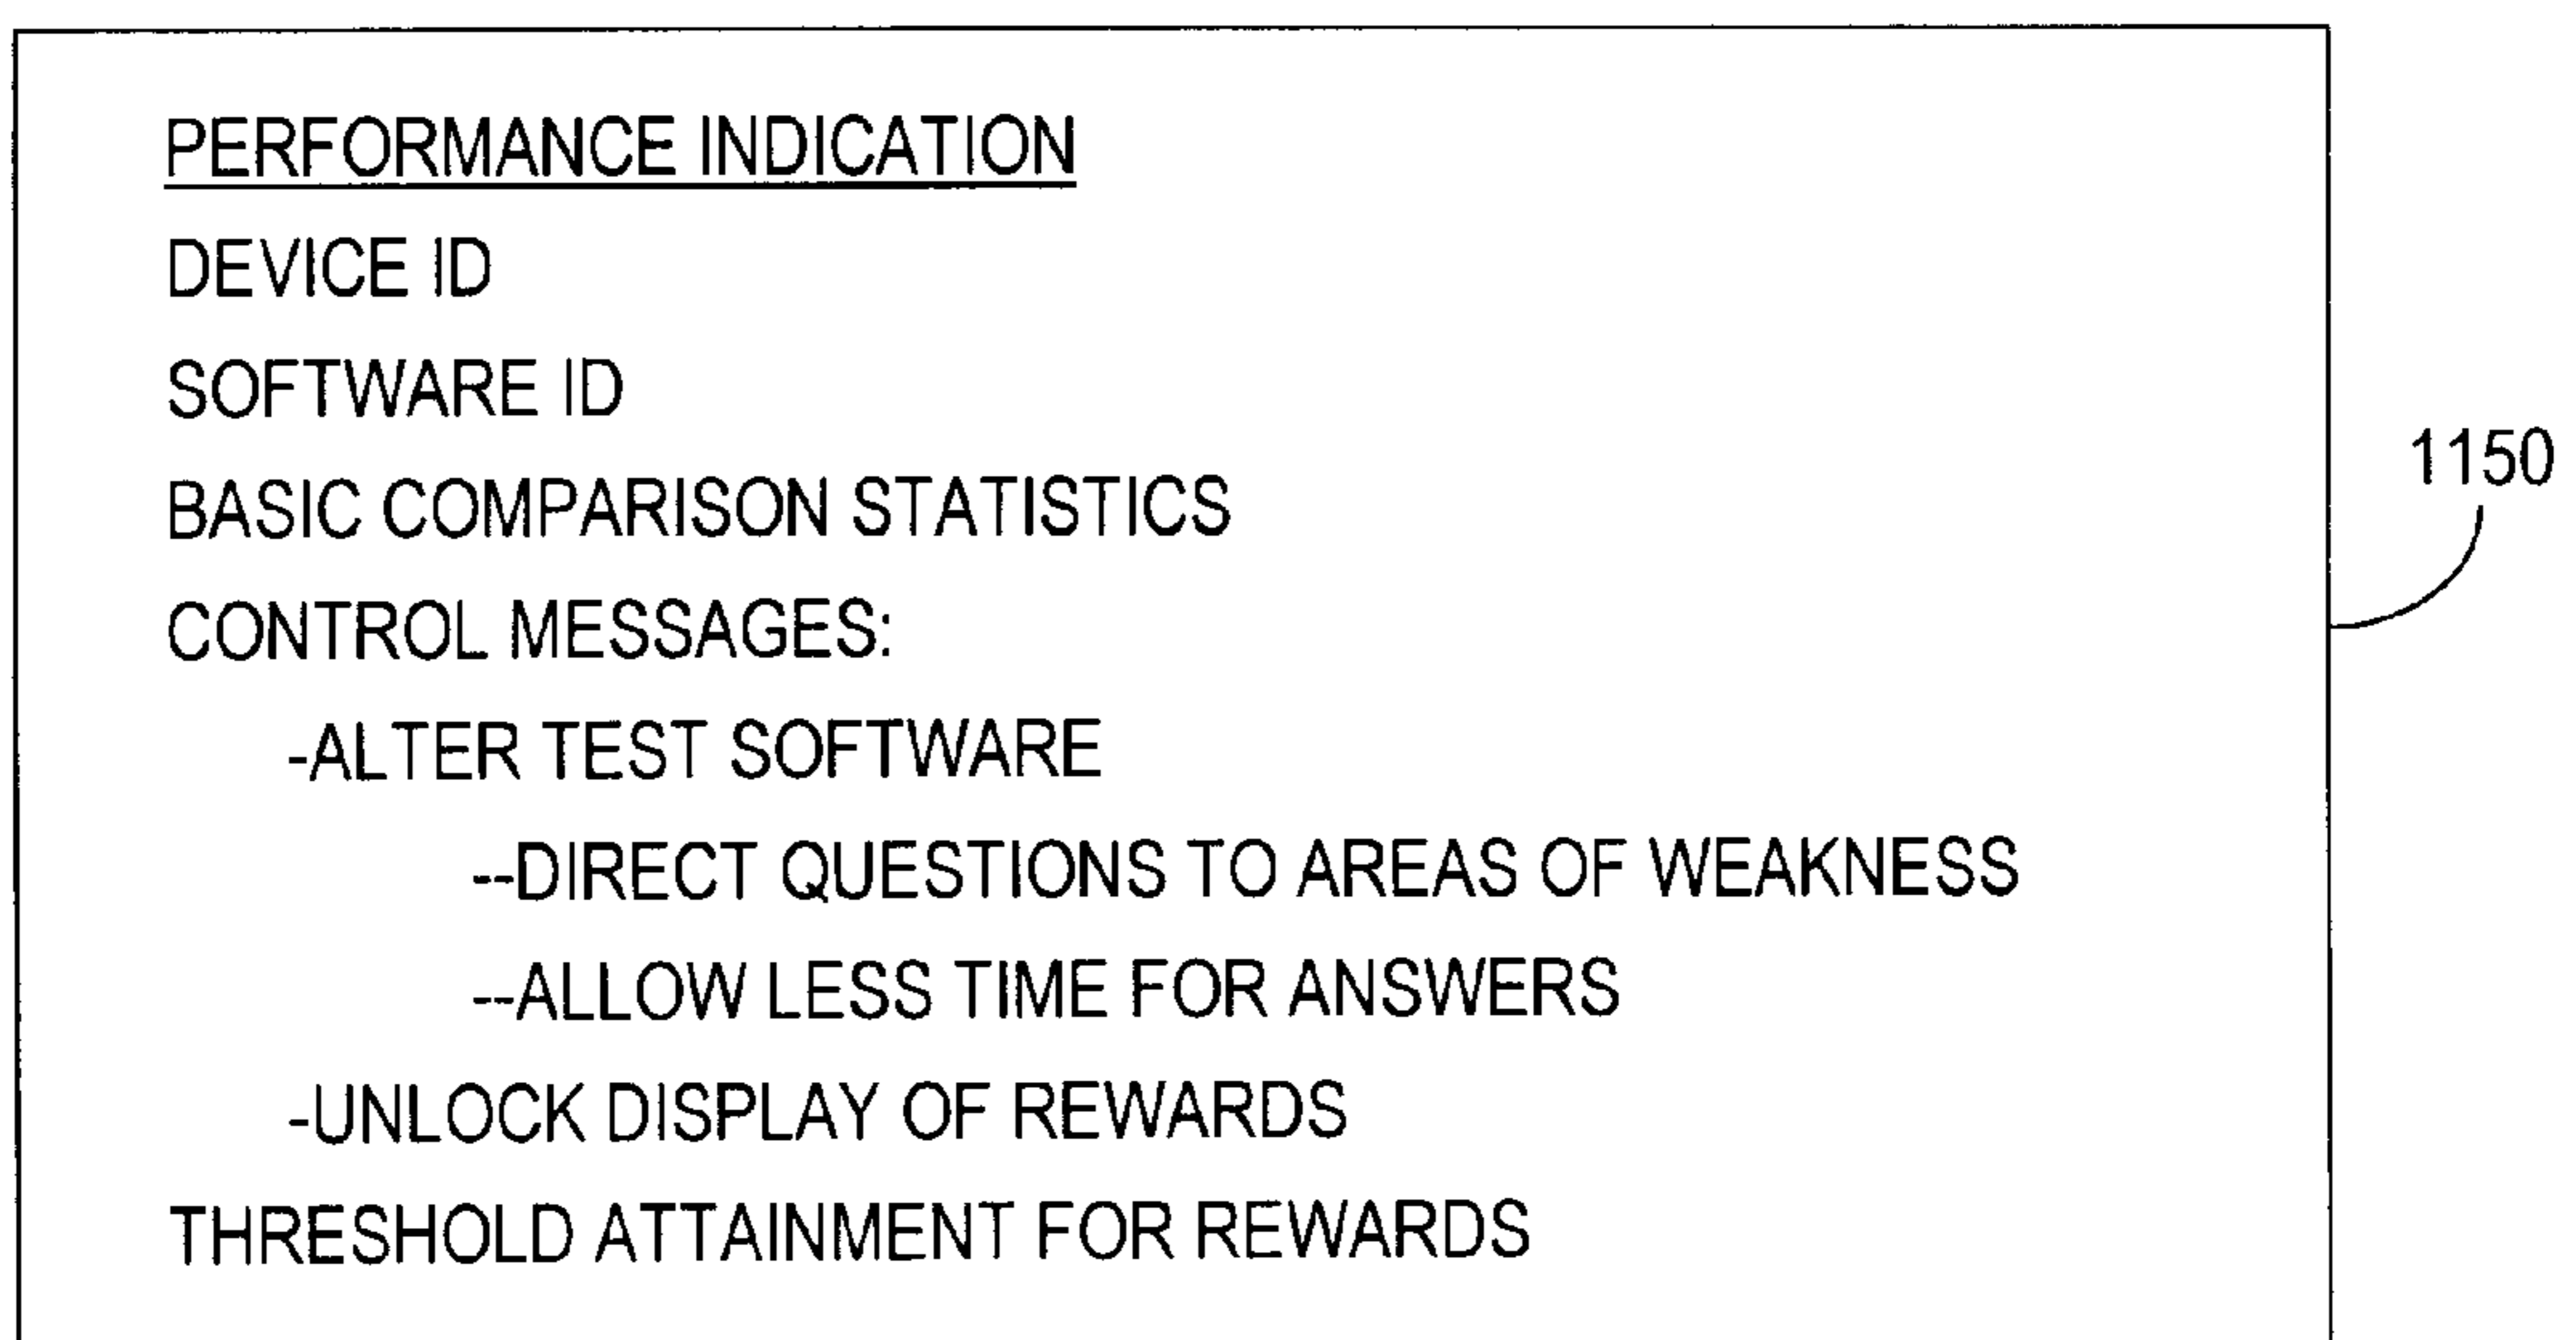 PERFORMANCE INDICATION
DEVICE ID
SOFTWARE ID
BASIC COMPARISON STATISTICS
1150
CONTROL MESSAGES:
-ALTER TEST SOFTWARE
--DIRECT QUESTIONS TO AREAS OF WEAKNESS
--ALLOW LESS TIME FOR ANSWERS
-UNLOCK DISPLAY OF REWARDS
THRESHOLD ATTAINMENT FOR REWARDS